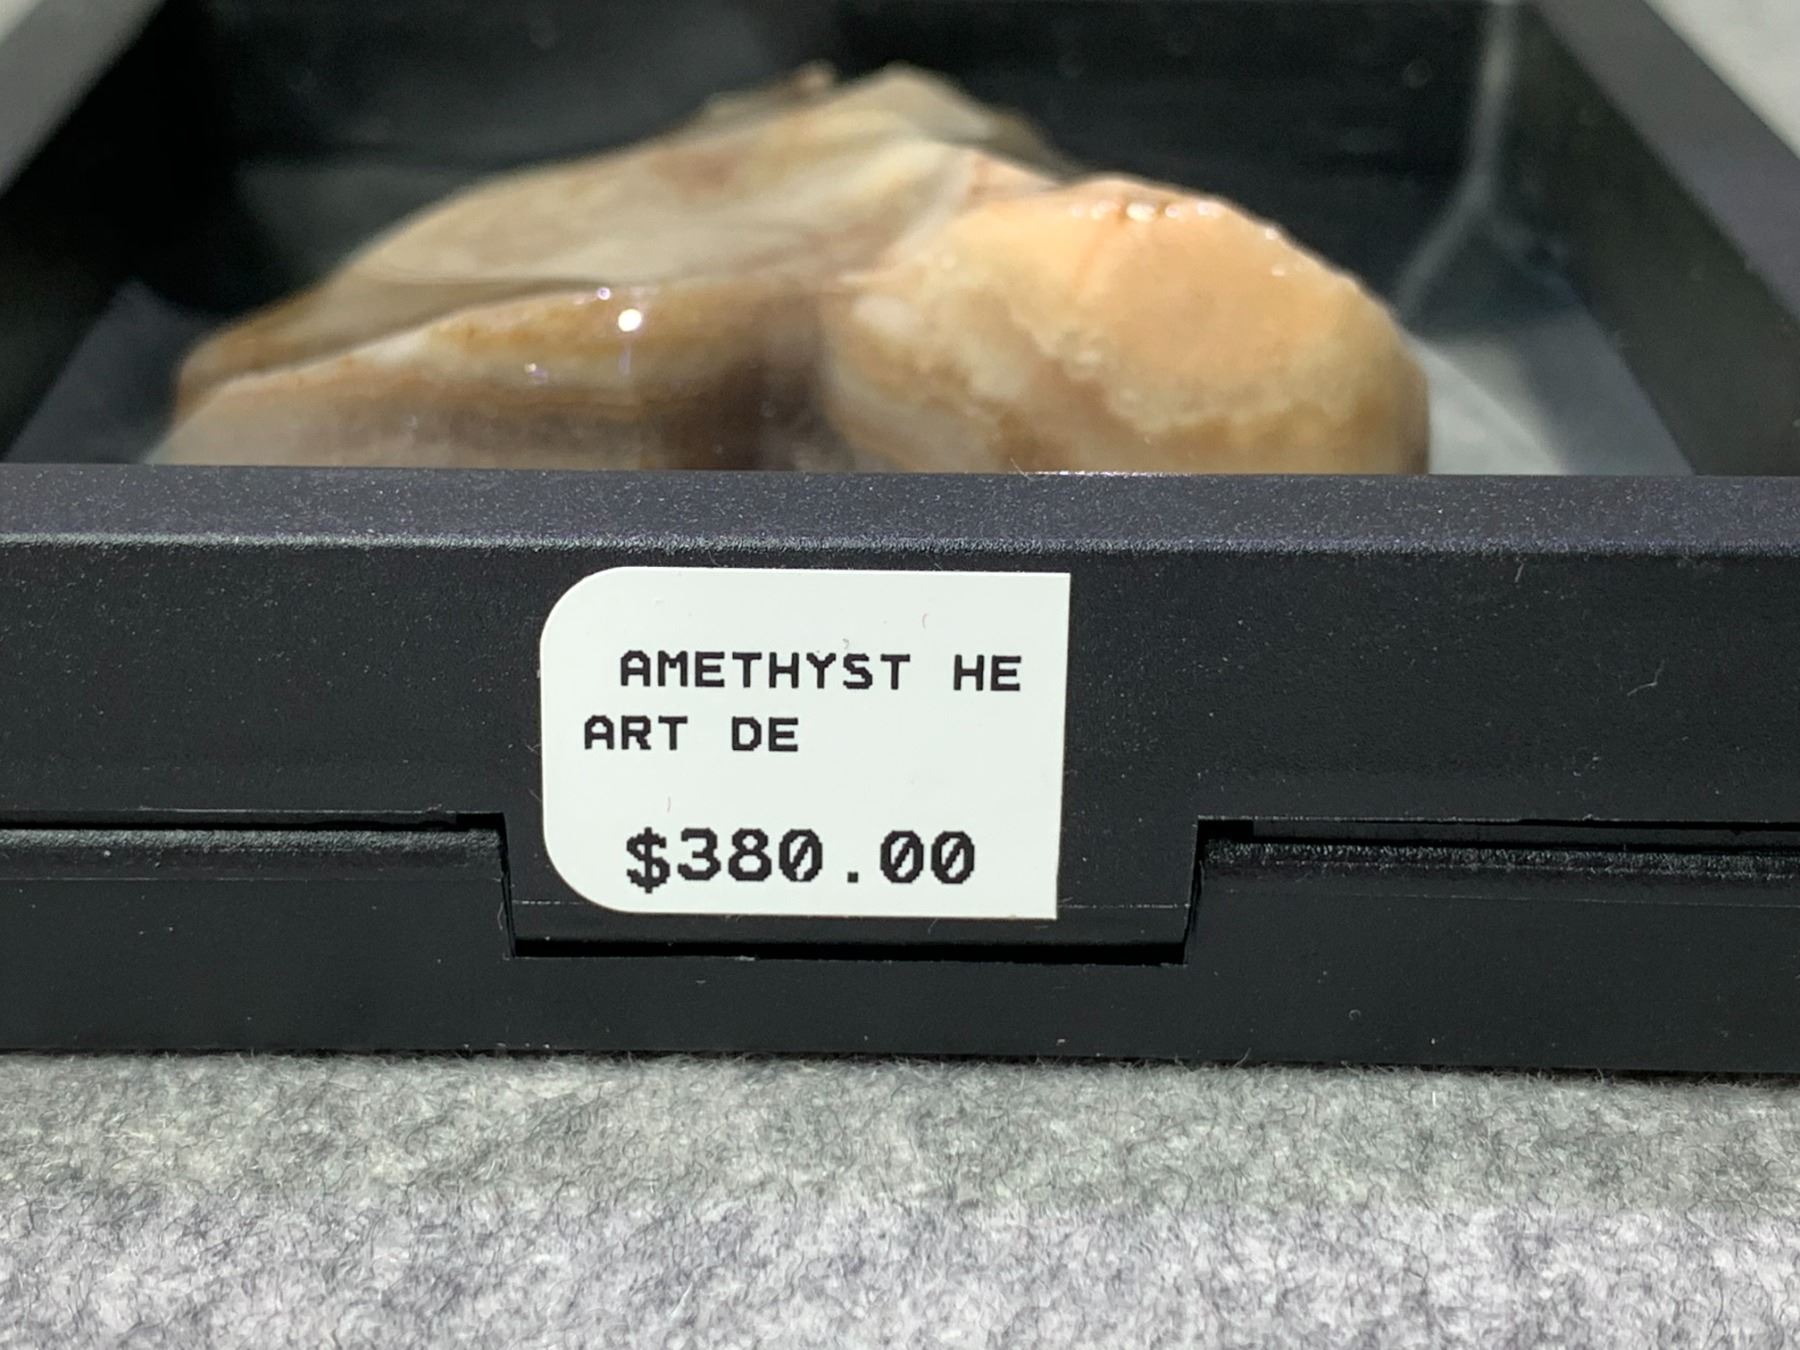 AMETHYST HE
ART DE
$380.00